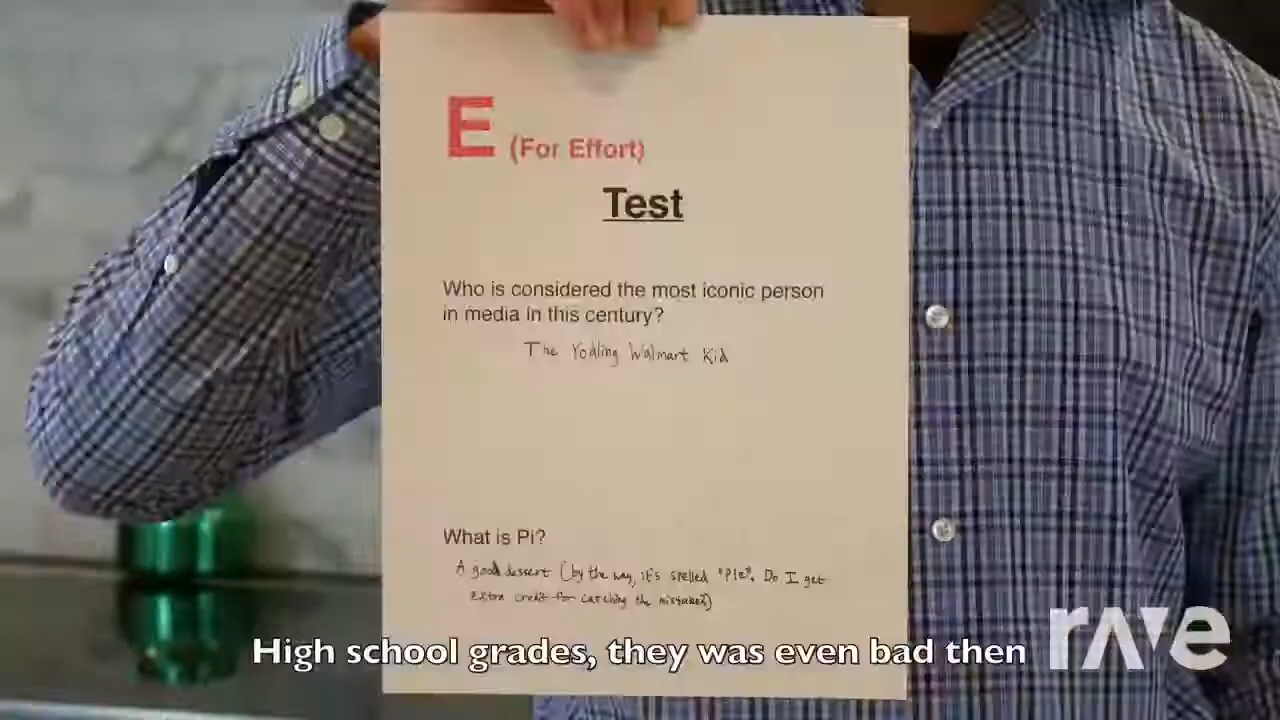 E (For Effort)
Test
Who is considered the most iconic person
in media in this century?
The Yodling Walmart Kid
What is Pi?
A good dessert (by the way, it's spelled "Pie". Do I get
extra credit for catching the mistake?)
High school grades, they was even bad then
rave